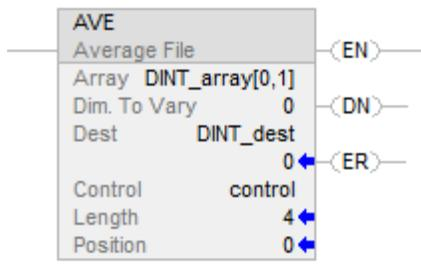 AVE
Average File
EN
Array DINT_array[0,1]
Dim. To Vary 0
DN
Dest DINT_dest
0
ER
Control control
Length 4
Position 0